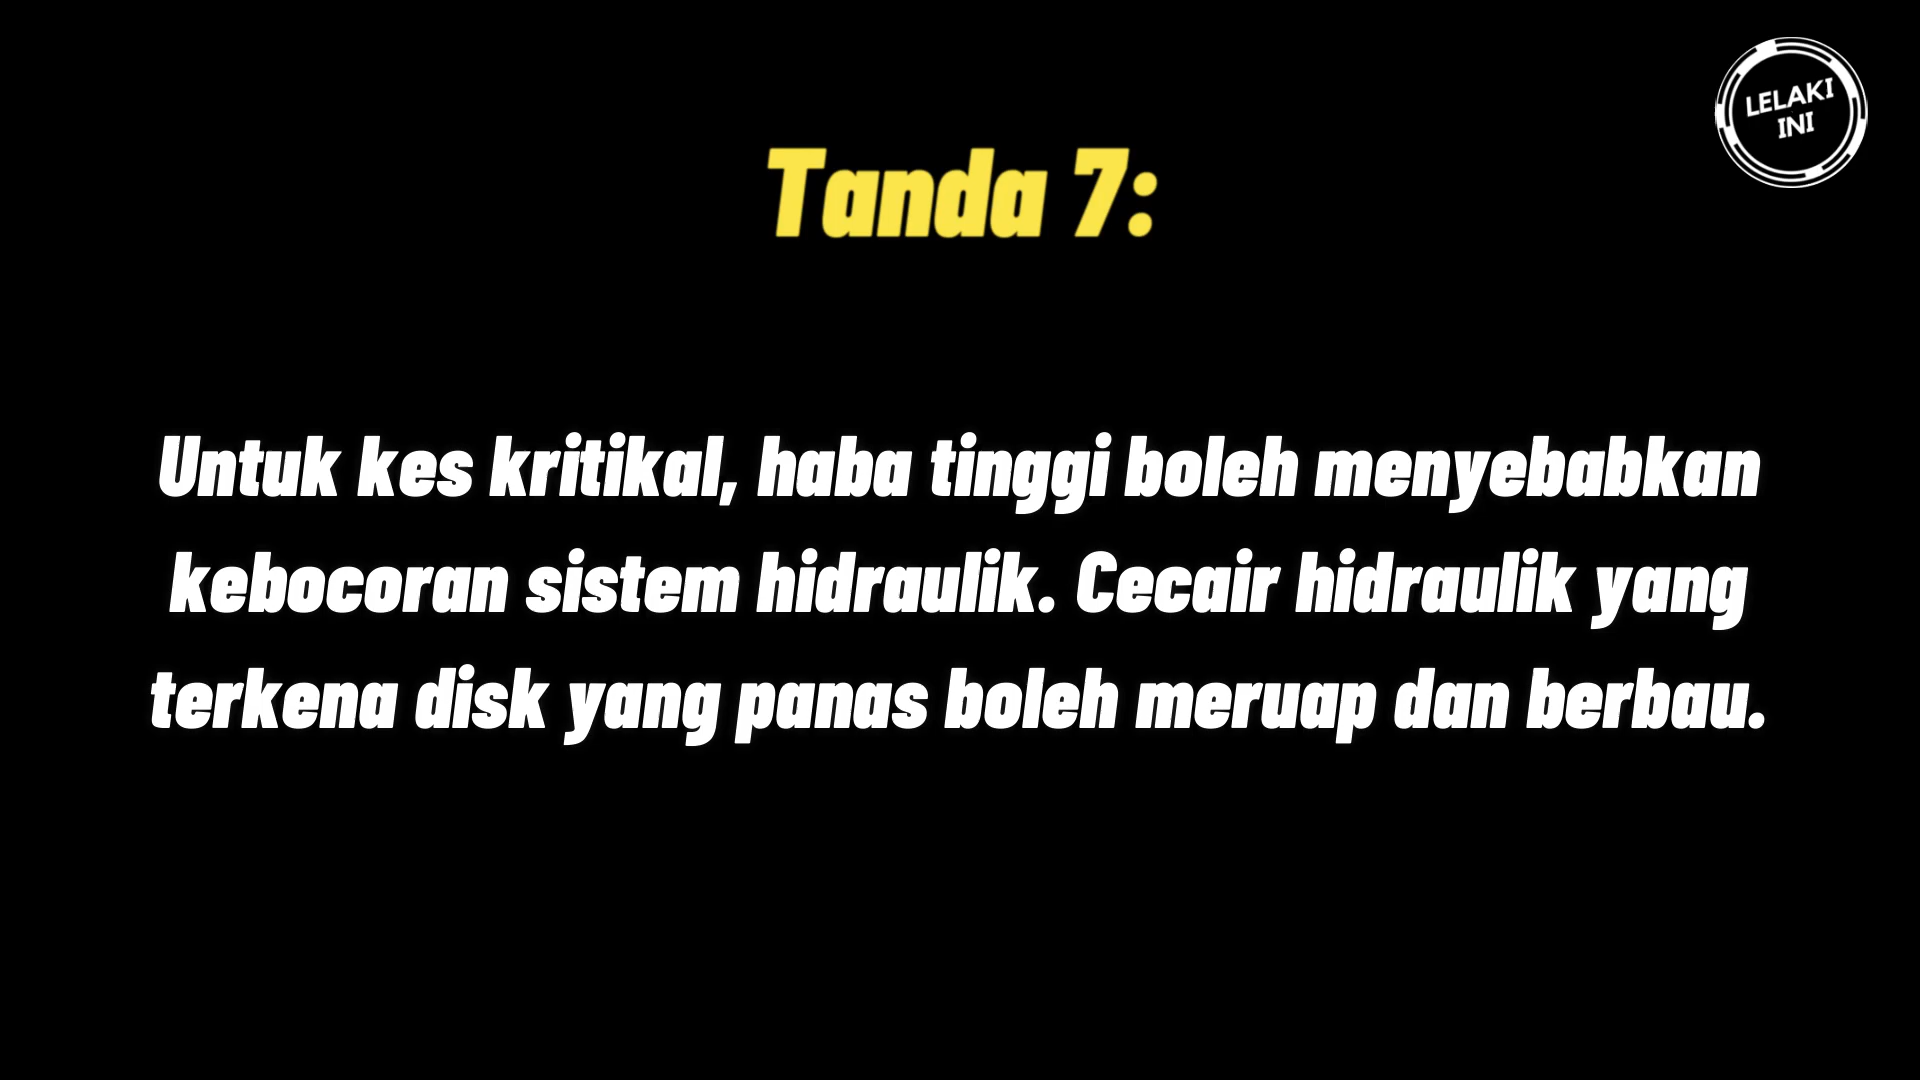 LELAKI
INI
Tanda 7:
Untuk kes kritikal, haba tinggi boleh menyebabkan
kebocoran sistem hidraulik. Cecair hidraulik yang
terkena disk yang panas boleh meruap dan berbau.